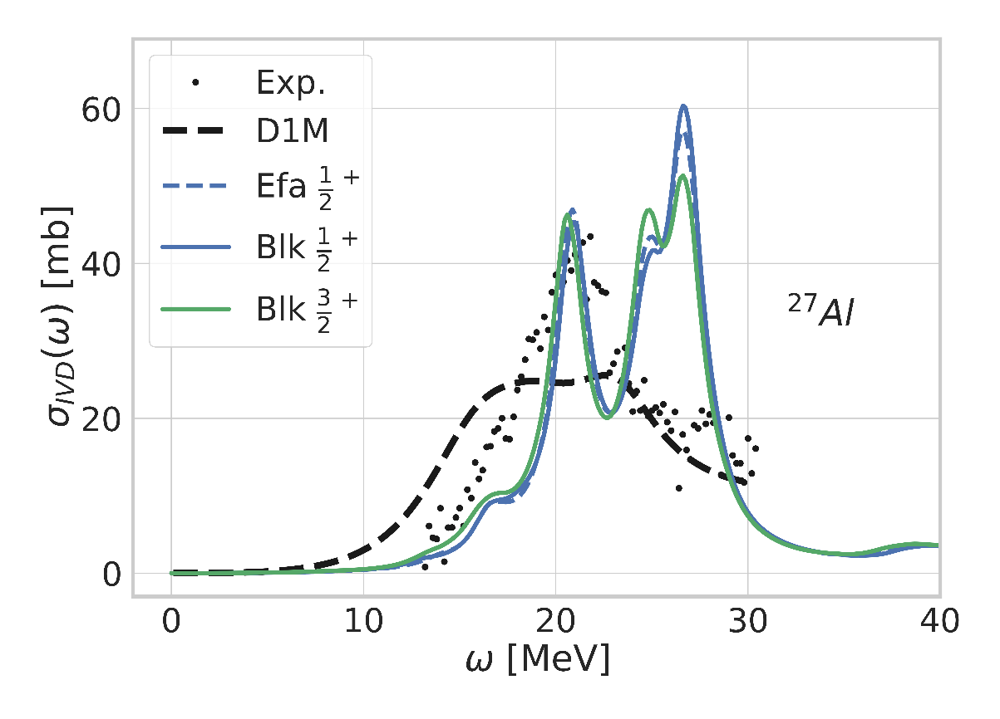 Exp.
D1M
Efa 1/2 +
Blk 1/2 +
Blk 3/2 +
27Al
σIVD(ω) [mb]
60
40
20
0
0 10 20 30 40
ω [MeV]